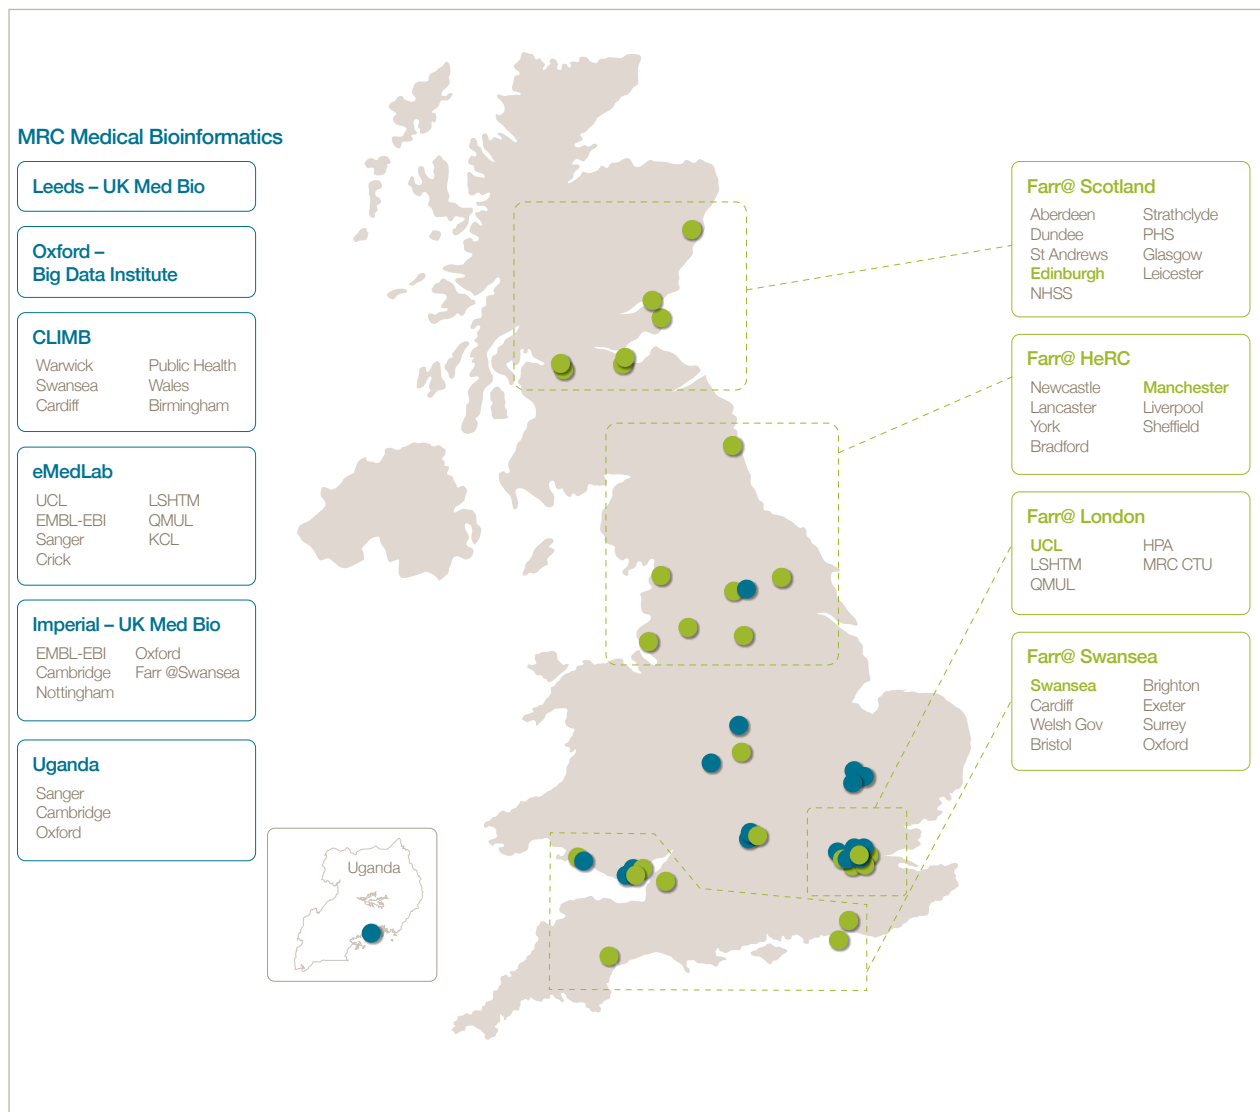 MRC Medical Bioinformatics
Leeds – UK Med Bio
Oxford –
Big Data Institute
CLIMB
Warwick
Swansea
Cardiff
Public Health
Wales
Birmingham
eMedLab
UCL
EMBL-EBI
Sanger
Crick
LSHTM
QMUL
KCL
Imperial – UK Med Bio
EMBL-EBI
Cambridge
Nottingham
Oxford
Farr @Swansea
Uganda
Sanger
Cambridge
Oxford
Uganda
Farr@ Scotland
Aberdeen
Dundee
St Andrews
Edinburgh
NHSS
Strathclyde
PHS
Glasgow
Leicester
Farr@ HeRC
Newcastle
Lancaster
York
Bradford
Manchester
Liverpool
Sheffield
Farr@ London
UCL
LSHTM
QMUL
HPA
MRC CTU
Farr@ Swansea
Swansea
Cardiff
Welsh Gov
Bristol
Brighton
Exeter
Surrey
Oxford